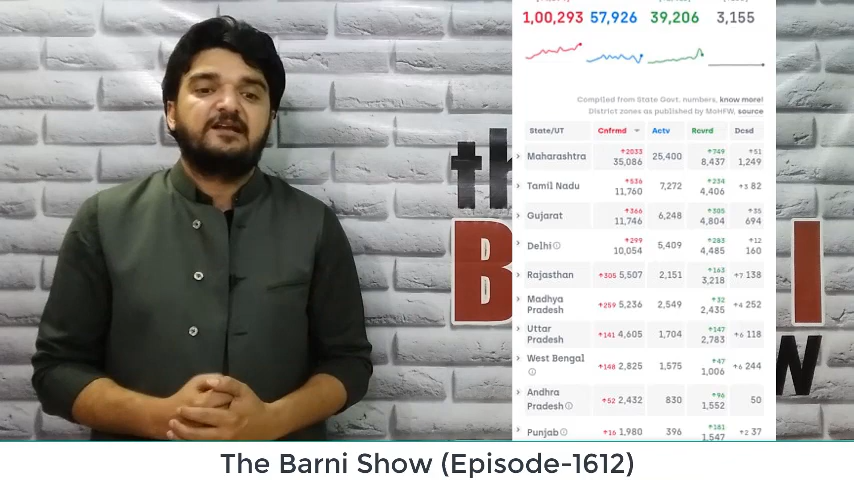 1,00,293 57,926 39,206 3,155
Compiled from State Govt. numbers, know more!
District zones as published by MoHFW, source
State/UT Cnfrmd Actv Rcvrd Dcsd
Maharashtra ↑2033 35,086 25,400 ↑749 8,437 ↑51 1,249
Tamil Nadu ↑536 11,760 7,272 ↑234 4,406 ↑3 82
Gujarat ↑366 11,746 6,248 ↑305 4,804 ↑35 694
Delhi ↑299 10,054 5,409 ↑283 4,485 ↑12 160
Rajasthan ↑305 5,507 2,151 ↑163 3,218 ↑7 138
Madhya Pradesh ↑259 5,236 2,549 ↑32 2,435 ↑4 252
Uttar Pradesh ↑141 4,605 1,704 ↑147 2,783 ↑6 118
West Bengal ↑148 2,825 1,575 ↑47 1,006 ↑6 244
Andhra Pradesh ↑52 2,432 830 ↑96 1,552 50
Punjab ↑16 1,980 396 ↑181 1,547 ↑2 37
The Barni Show (Episode-1612)